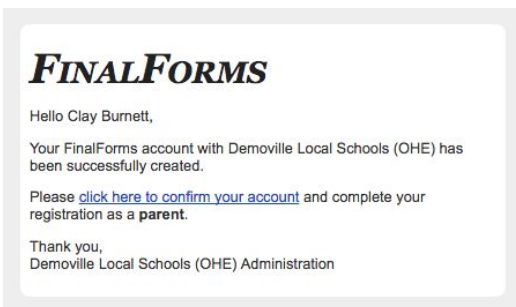 FINALFORMS
Hello Clay Burnett,
Your FinalForms account with Demoville Local Schools (OHE) has
been successfully created.
Please click here to confirm your account and complete your
registration as a parent.
Thank you,
Demoville Local Schools (OHE) Administration